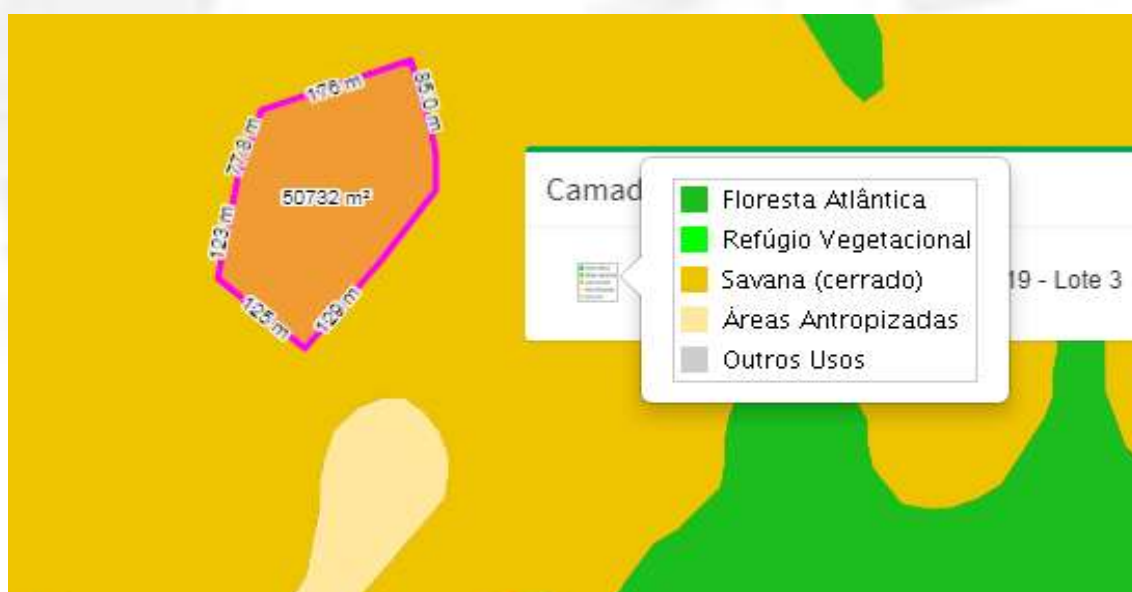 176 m
85.0 m
77.8 m
50732 m²
123 m
125 m
129 m
Camad
Floresta Atlântica
Refúgio Vegetacional
Savana (cerrado)
19 - Lote 3
Áreas Antropizadas
Outros Usos